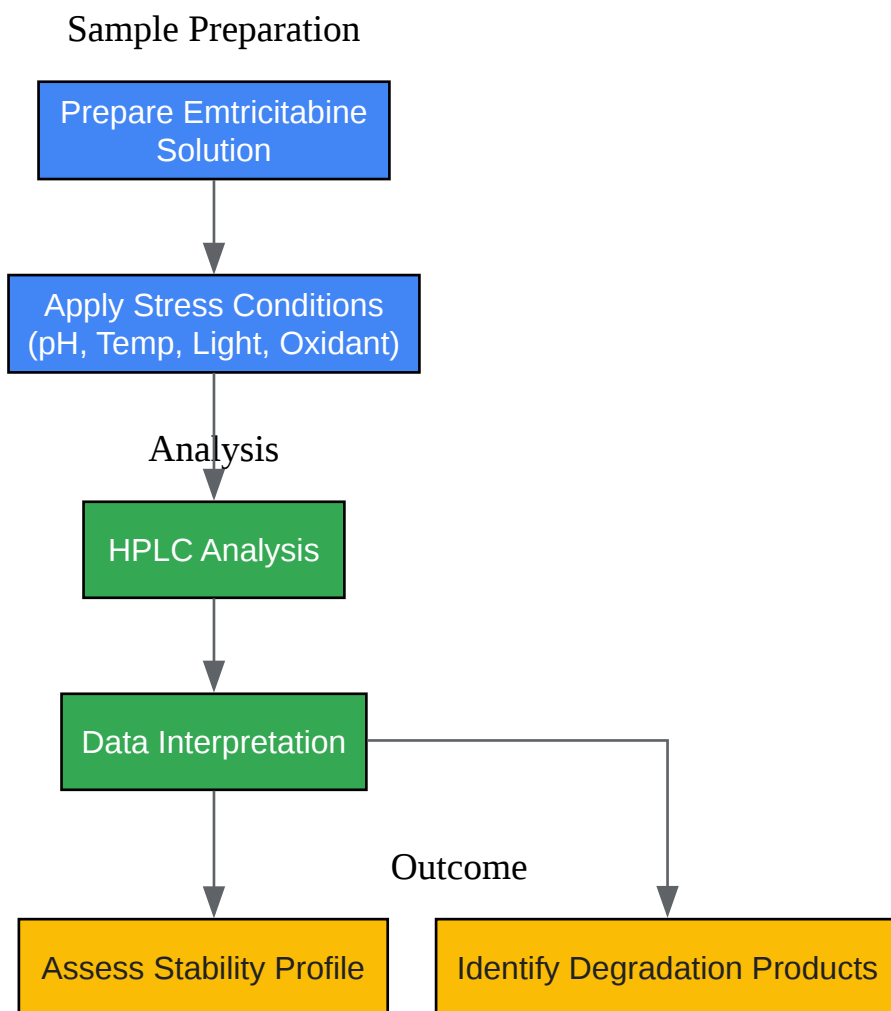 Sample Preparation
Prepare Emtricitabine
Solution
Apply Stress Conditions
(pH, Temp, Light, Oxidant)
Analysis
HPLC Analysis
Data Interpretation
Outcome
Assess Stability Profile
Identify Degradation Products